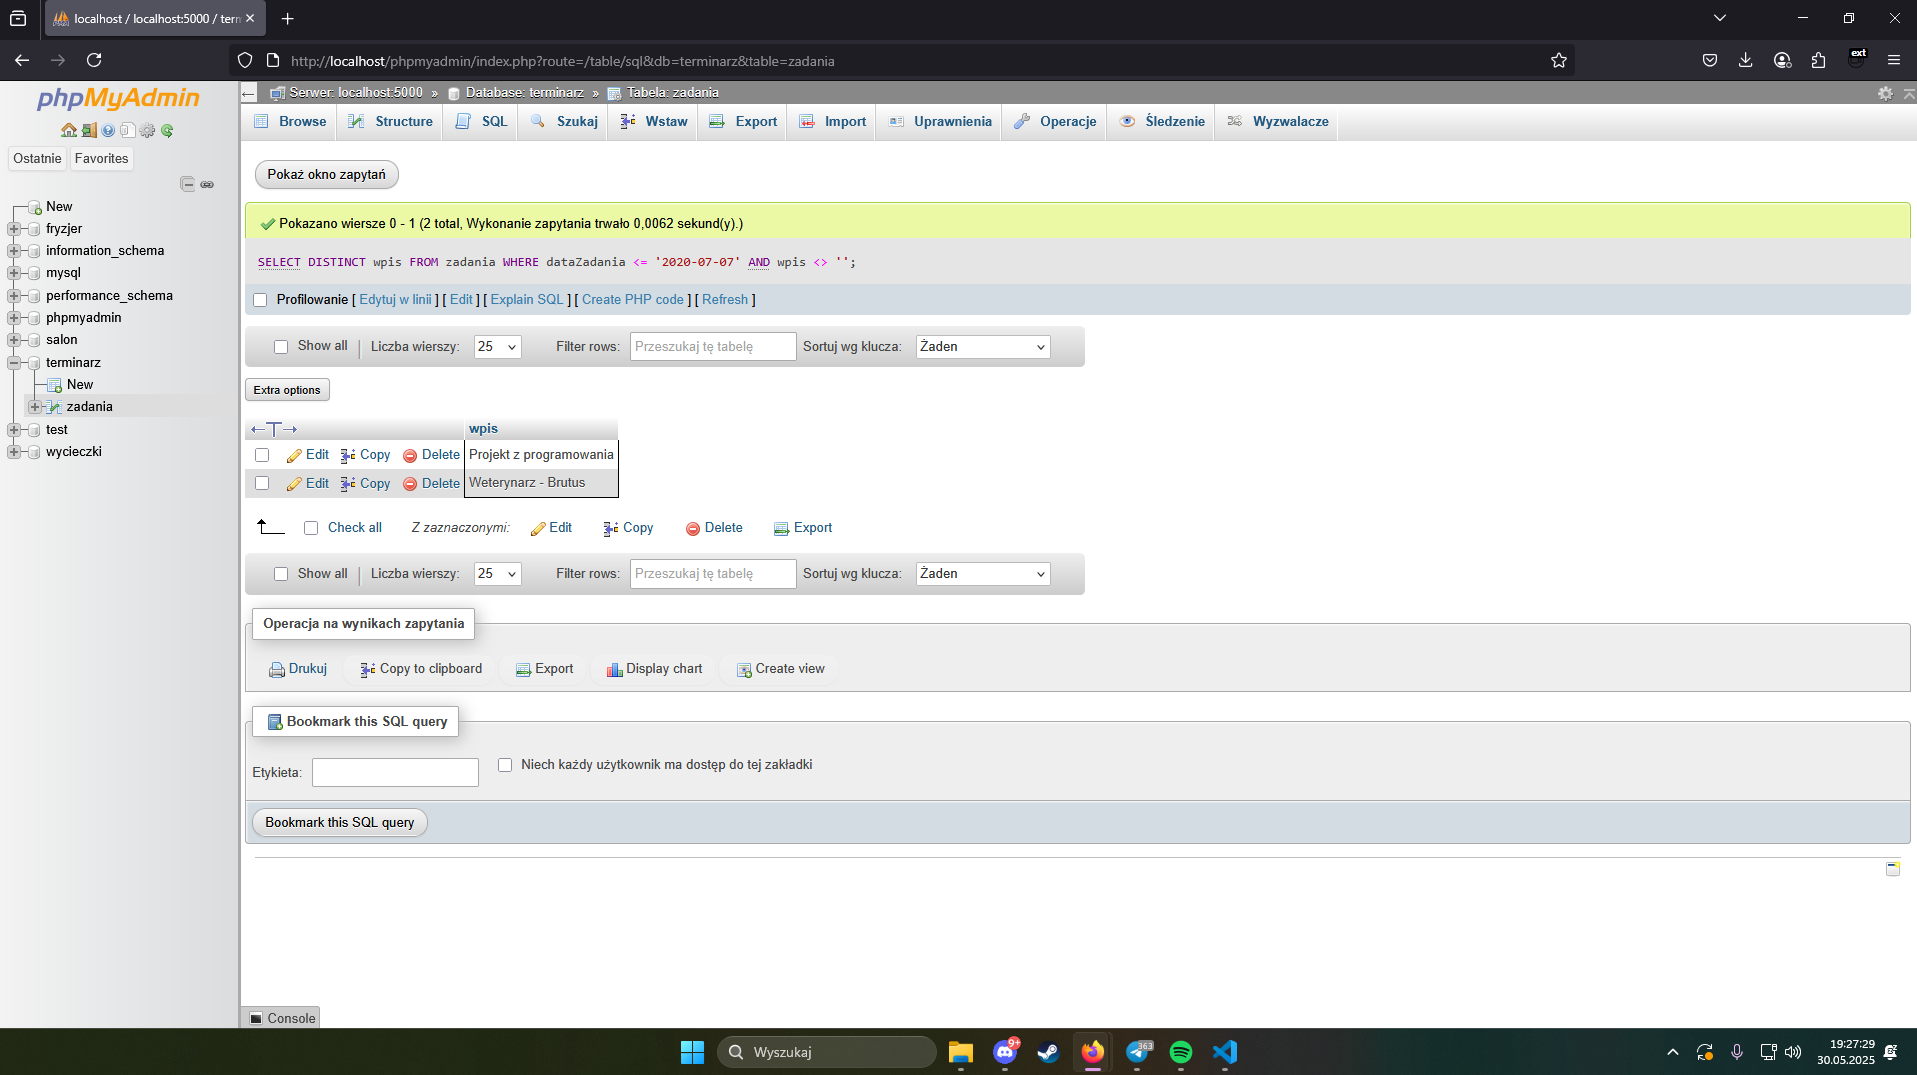 localhost / localhost:5000 / tern
http://localhost/phpmyadmin/index.php?route=/table/sql&db=terminarz&table=zadania
ext
phpMyAdmin
Ostatnie Favorites
New
fryzjer
information_schema
mysql
performance_schema
phpmyadmin
salon
terminarz
New
zadania
test
wycieczki
Serwer: localhost:5000 » Database: terminarz » Tabela: zadania
Browse Structure SQL Szukaj Wstaw Export Import Uprawnienia Operacje Śledzenie Wyzwalacze
Pokaż okno zapytań
Pokazano wiersze 0 - 1 (2 total, Wykonanie zapytania trwało 0,0062 sekund(y).)
SELECT DISTINCT wpis FROM zadania WHERE dataZadania <= '2020-07-07' AND wpis <> '';
Profilowanie [ Edytuj w linii ] [ Edit ] [ Explain SQL ] [ Create PHP code ] [ Refresh ]
Show all Liczba wierszy: 25 Filter rows: Przeszukaj tę tabelę Sortuj wg klucza: Żaden
Extra options
←T→ wpis
Edit Copy Delete Projekt z programowania
Edit Copy Delete Weterynarz - Brutus
Check all Z zaznaczonymi: Edit Copy Delete Export
Show all Liczba wierszy: 25 Filter rows: Przeszukaj tę tabelę Sortuj wg klucza: Żaden
Operacja na wynikach zapytania
Drukuj Copy to clipboard Export Display chart Create view
Bookmark this SQL query
Etykieta: Niech każdy użytkownik ma dostęp do tej zakładki
Bookmark this SQL query
Console
Wyszukaj
9+
363
19:27:29
30.05.2025